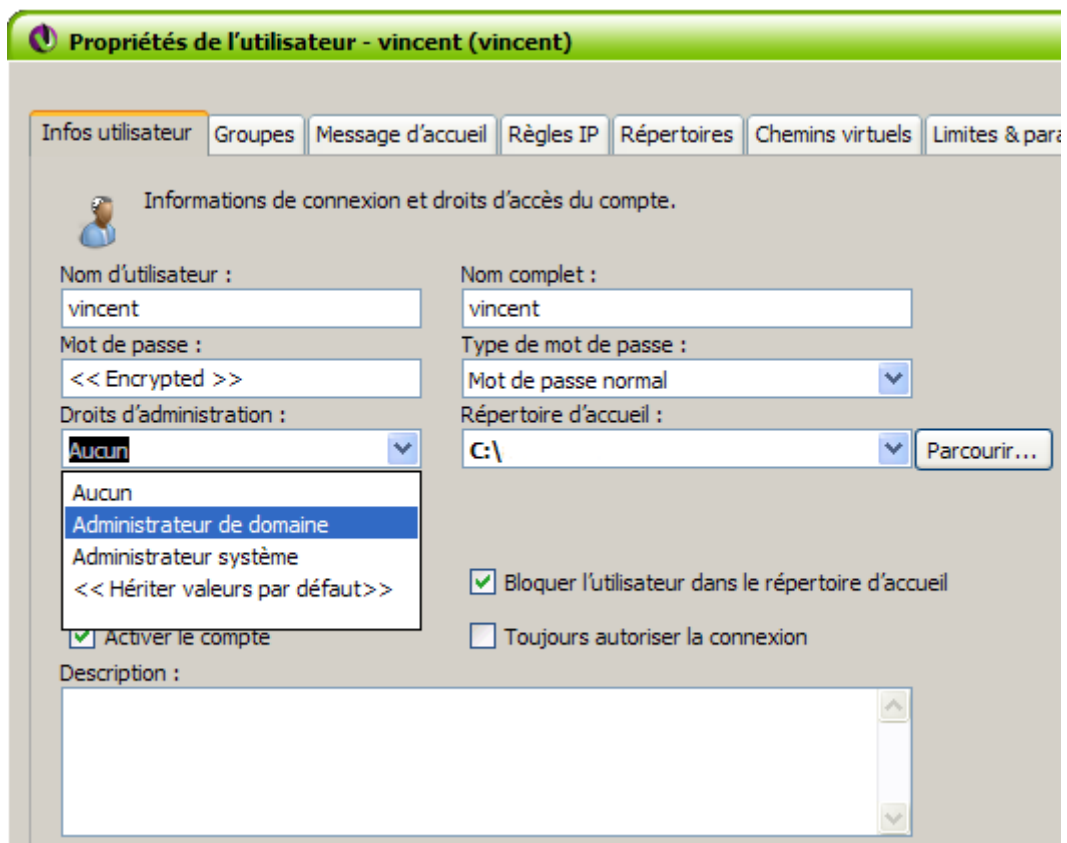 Propriétés de l'utilisateur - vincent (vincent)
Infos utilisateur Groupes Message d'accueil Règles IP Répertoires Chemins virtuels Limites &
Informations de connexion et droits d'accès du compte.
Nom d'utilisateur : Nom complet :
vincent vincent
Mot de passe : Type de mot de passe :
<< Encrypted >> Mot de passe normal
Droits d'administration : Répertoire d'accueil :
Aucun C:\ Parcourir...
Aucun
Administrateur de domaine
Administrateur système
<< Hériter valeurs par défaut>> Bloquer l'utilisateur dans le répertoire d'accueil
Activer le compte Toujours autoriser la connexion
Description :